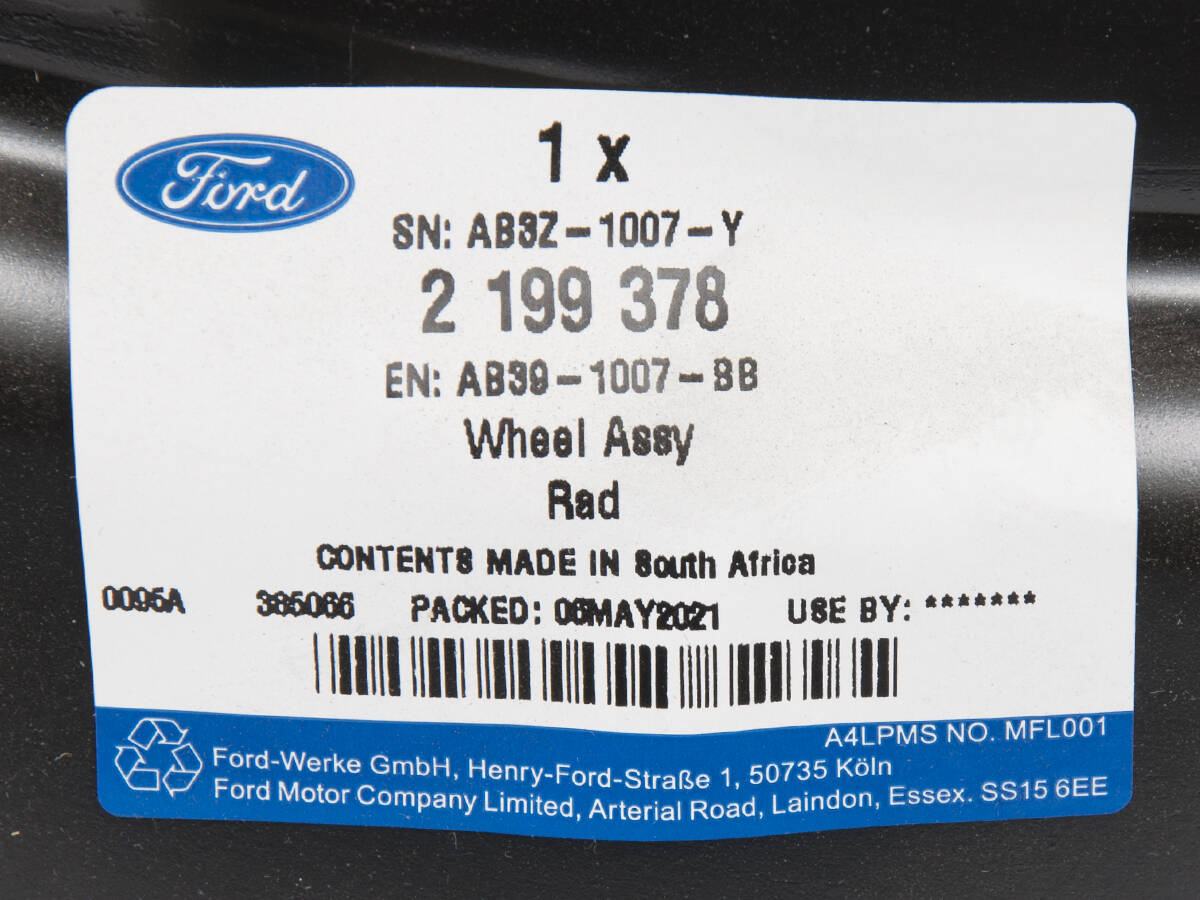 Ford
1 x
SN: AB3Z-1007-Y
2 199 378
EN: AB39-1007-BB
Wheel Assy
Rad
CONTENTS MADE IN South Africa
0095A 385066 PACKED: 06MAY2021 USE BY: *******
A4LPMS NO. MFL001
Ford-Werke GmbH, Henry-Ford-Straße 1, 50735 Köln
Ford Motor Company Limited, Arterial Road, Laindon, Essex. SS15 6EE